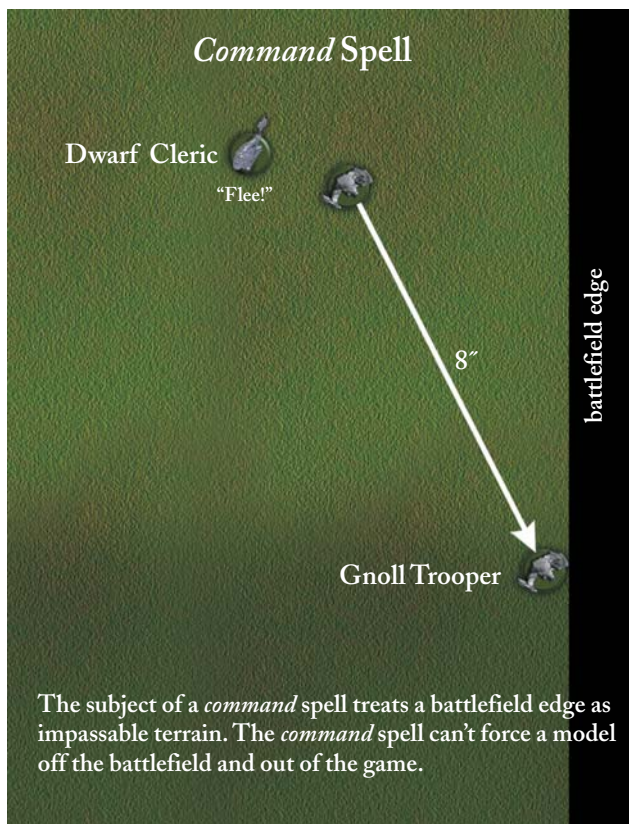 Command Spell
Dwarf Cleric
“Flee!”
8˝
battlefield edge
Gnoll Trooper
The subject of a command spell treats a battlefield edge as
impassable terrain. The command spell can’t force a model
off the battlefield and out of the game.